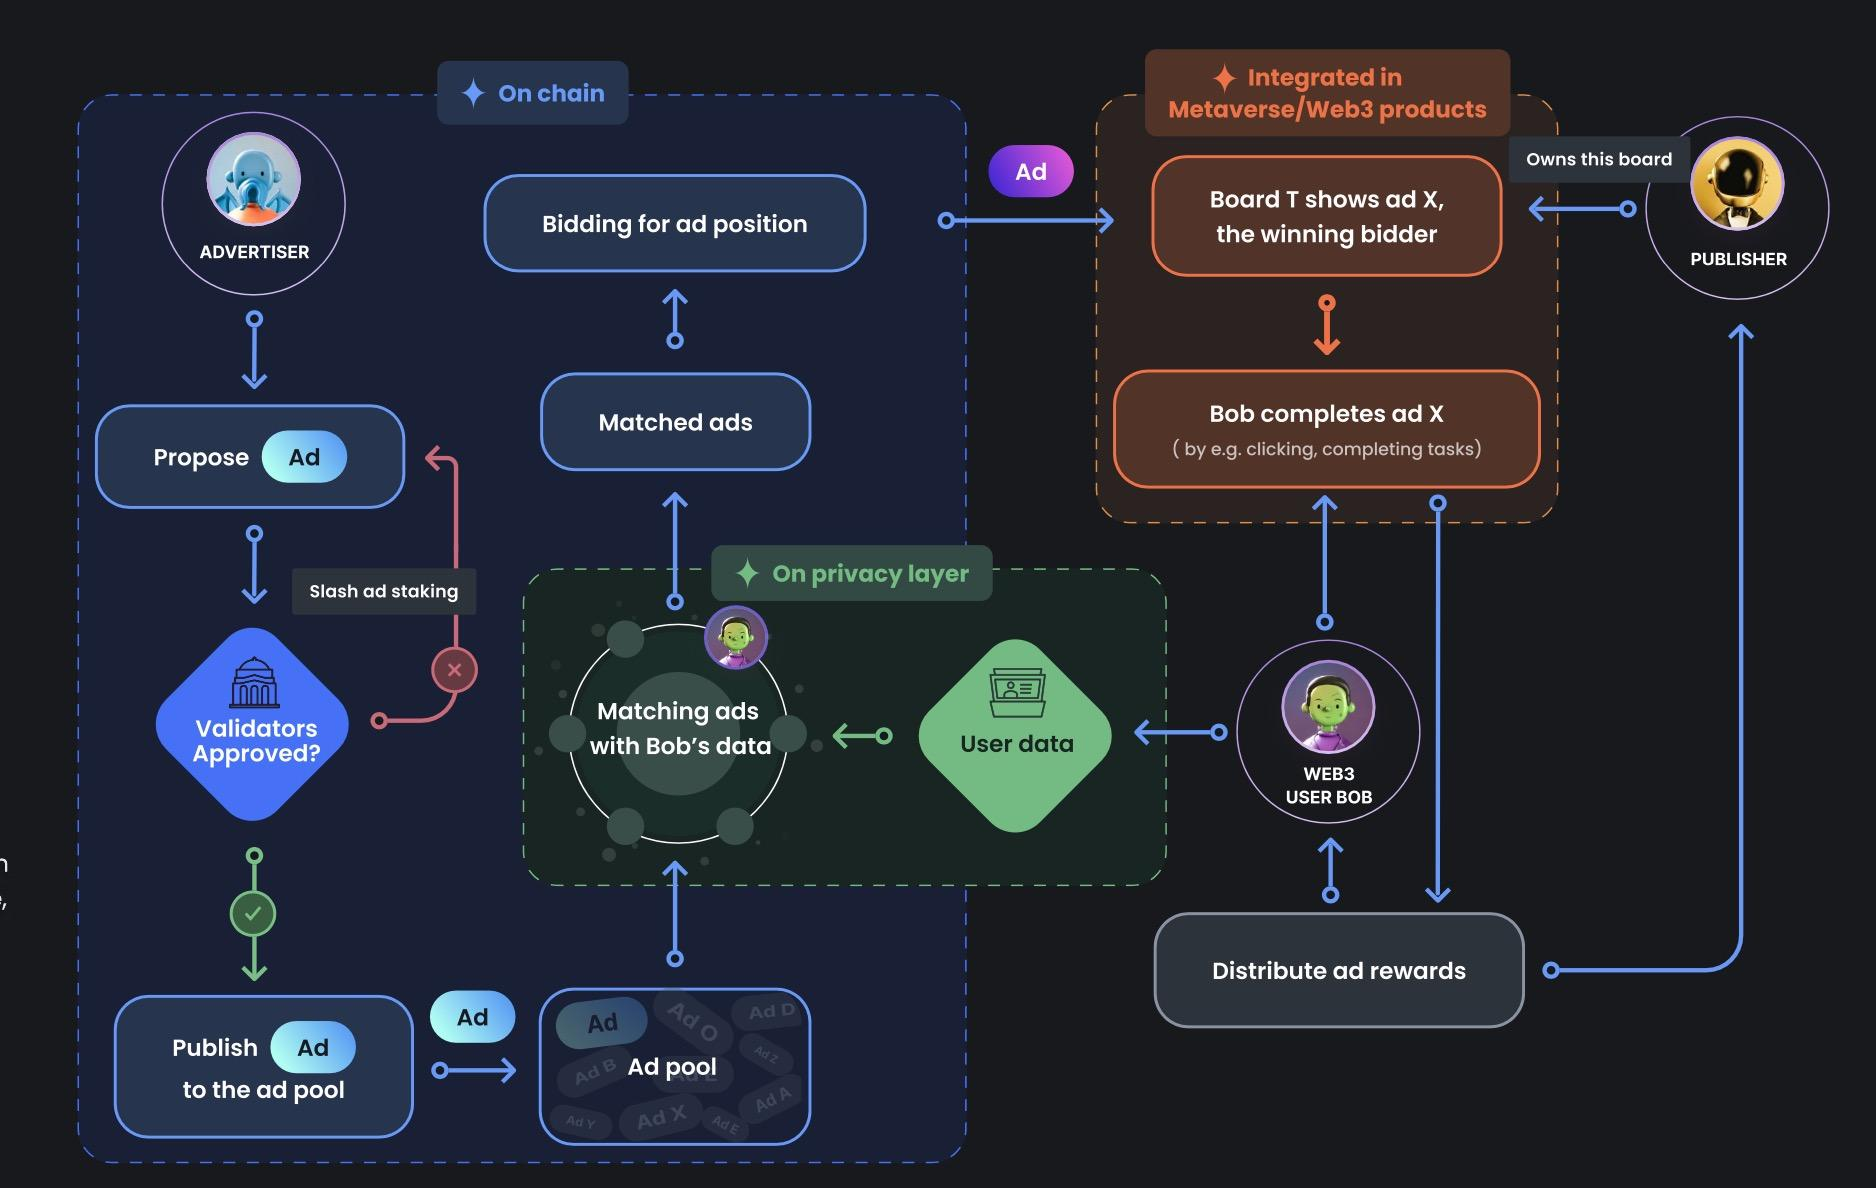 On chain
Integrated in
Metaverse/Web3 products
ADVERTISER
Bidding for ad position
Ad
Board T shows ad X,
the winning bidder
Owns this board
PUBLISHER
Propose Ad
Matched ads
Bob completes ad X
( by e.g. clicking, completing tasks)
Slash ad staking
On privacy layer
Validators
Approved?
Matching ads
with Bob’s data
User data
WEB3
USER BOB
Distribute ad rewards
Publish Ad
to the ad pool
Ad
Ad
Ad O
Ad D
Ad B
Ad Z
Ad pool
Ad A
Ad Y
Ad X
Ad E